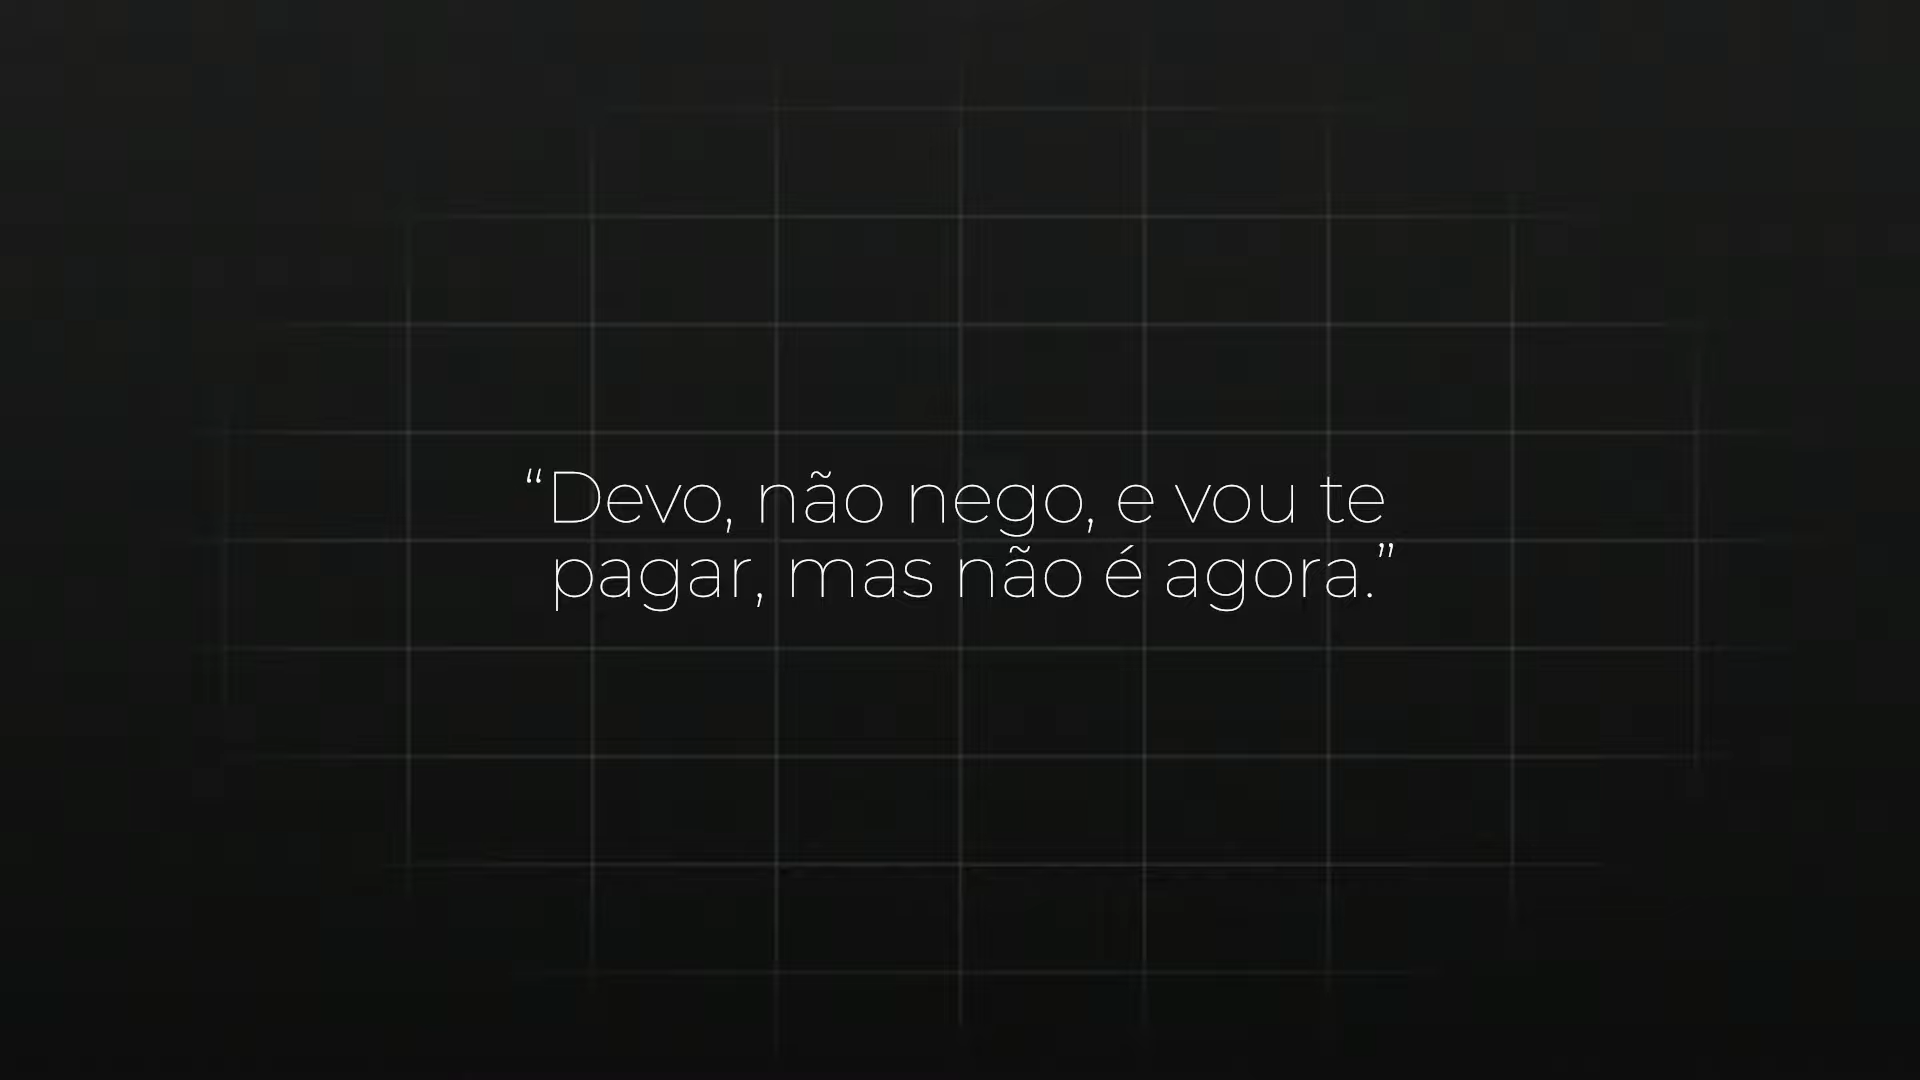 “Devo, não nego, e vou te
pagar, mas não é agora.”